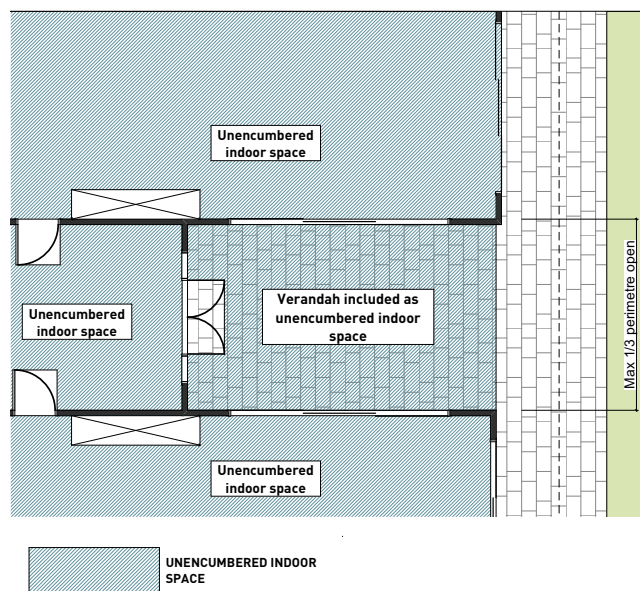 Unencumbered
indoor space
Unencumbered
indoor space
Verandah included as
unencumbered indoor
space
Max 1/3 perimetre open
Unencumbered
indoor space
UNENCUMBERED INDOOR
SPACE